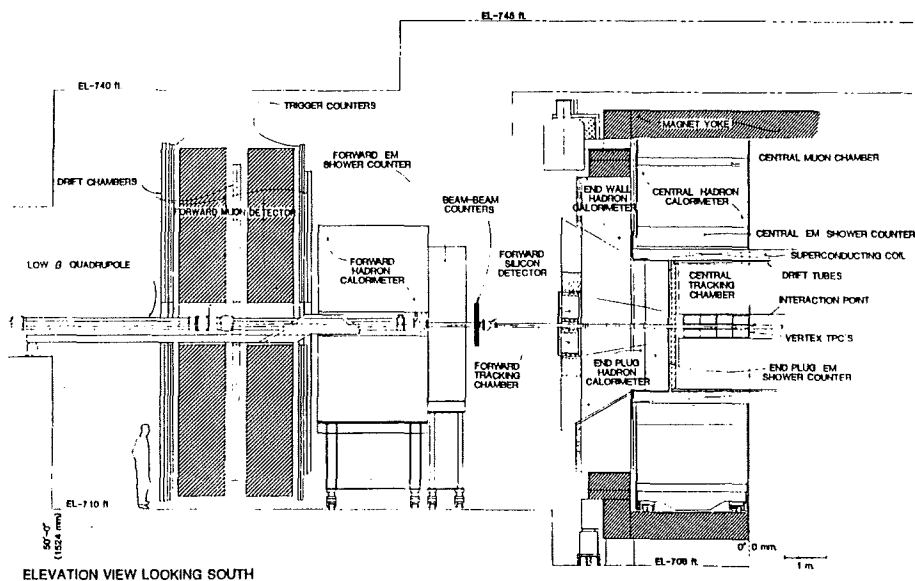 EL-748 ft.
EL-740 ft.
TRIGGER COUNTERS
MAGNET YOKE
FORWARD EM
SHOWER COUNTER
CENTRAL MUON CHAMBER
DRIFT CHAMBERS
END WALL
HADRON
CALORIMETER
CENTRAL HADRON
CALORIMETER
BEAM-BEAM
COUNTERS
FORWARD MUON DETECTOR
CENTRAL EM SHOWER COUNTER
FORWARD
HADRON
CALORIMETER
FORWARD
SILICON
DETECTOR
SUPERCONDUCTING COIL
LOW β QUADRUPOLE
CENTRAL
TRACKING
CHAMBER
DRIFT TUBES
INTERACTION POINT
VERTEX TPC'S
FORWARD
TRACKING
CHAMBER
END PLUG
HADRON
CALORIMETER
END PLUG EM
SHOWER COUNTER
EL-710 ft
50'-0"
(1524 mm)
EL-706 ft.
0" 0 mm.
1 m.
ELEVATION VIEW LOOKING SOUTH